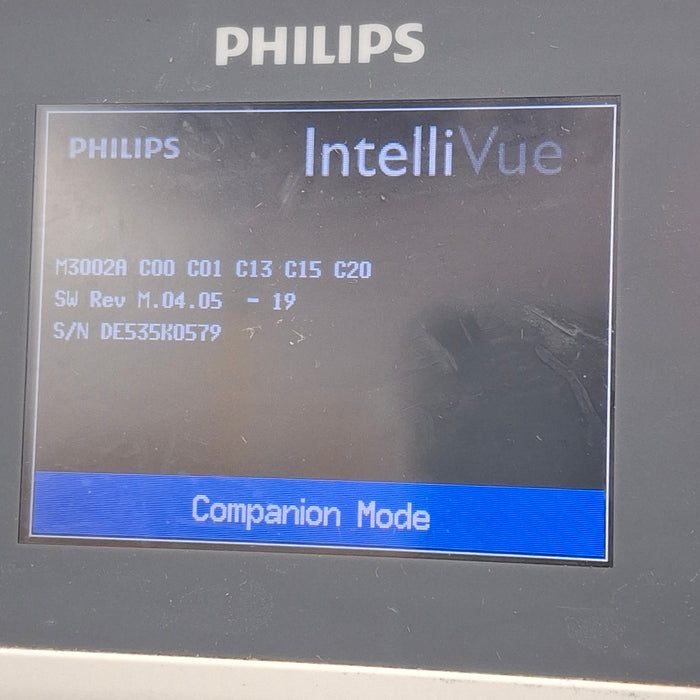 PHILIPS
PHILIPS IntelliVue
M3002A C00 C01 C13 C15 C20
SW Rev M.04.05 - 19
S/N DE535K0579
Companion Mode